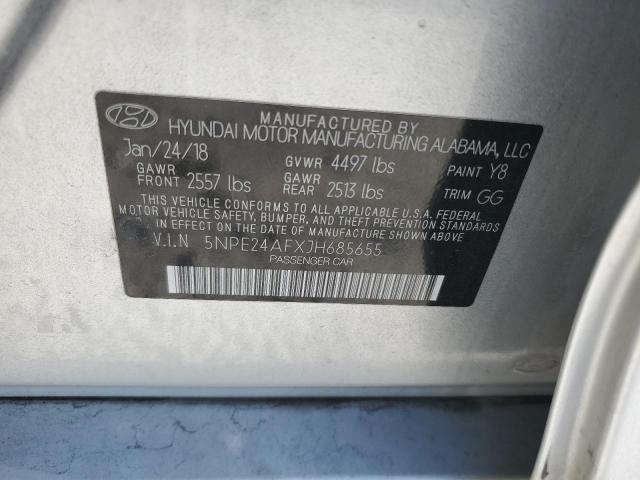 MANUFACTURED BY
HYUNDAI MOTOR MANUFACTURING ALABAMA, LLC
Jan/24/18 GVWR 4497 lbs PAINT Y8
GAWR FRONT 2557 lbs GAWR REAR 2513 lbs TRIM GG
THIS VEHICLE CONFORMS TO ALL APPLICABLE U.S.A. FEDERAL
MOTOR VEHICLE SAFETY, BUMPER, AND THEFT PREVENTION STANDARDS
IN EFFECT ON THE DATE OF MANUFACTURE SHOWN ABOVE.
V.I.N 5NPE24AFXJH685655
PASSENGER CAR